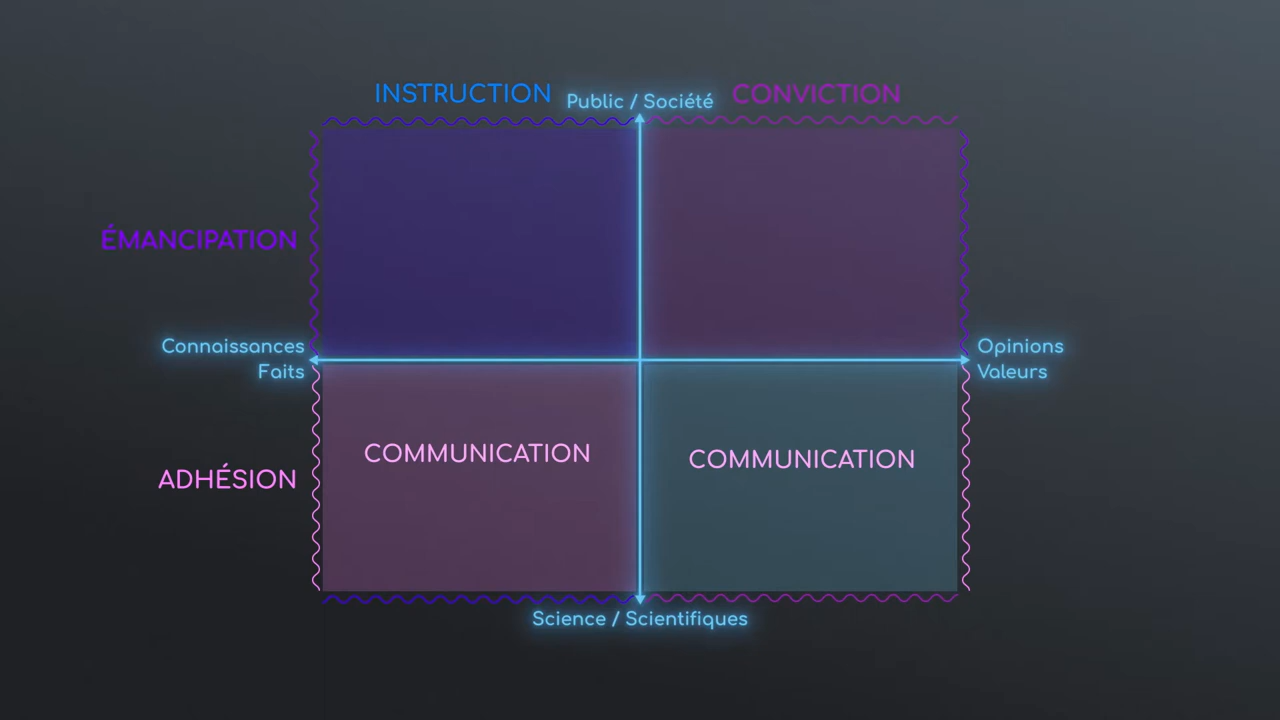 INSTRUCTION
Public / Société
CONVICTION
ÉMANCIPATION
Connaissances
Faits
Opinions
Valeurs
COMMUNICATION
COMMUNICATION
ADHÉSION
Science / Scientifiques